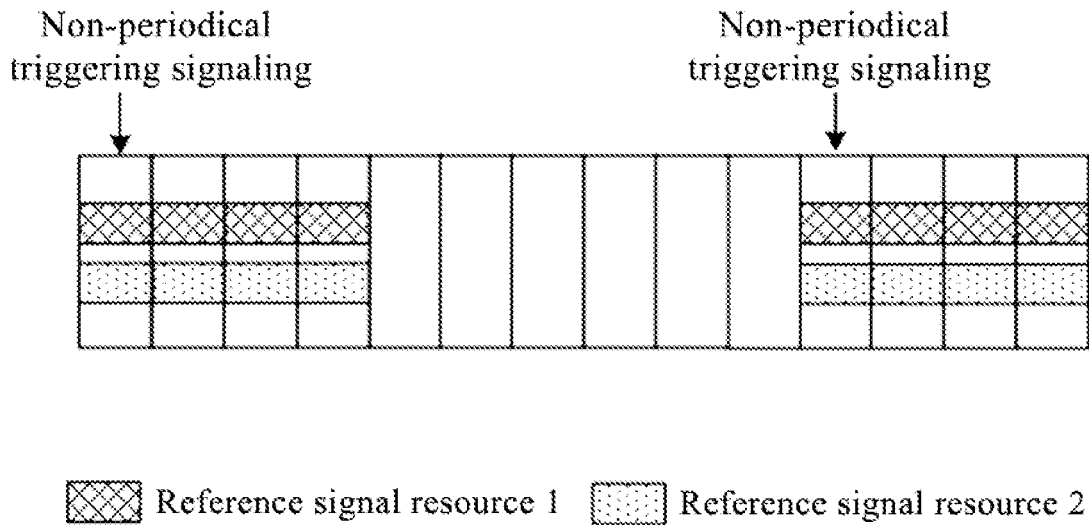 Non-periodical
triggering signaling
Non-periodical
triggering signaling
Reference signal resource 1
Reference signal resource 2